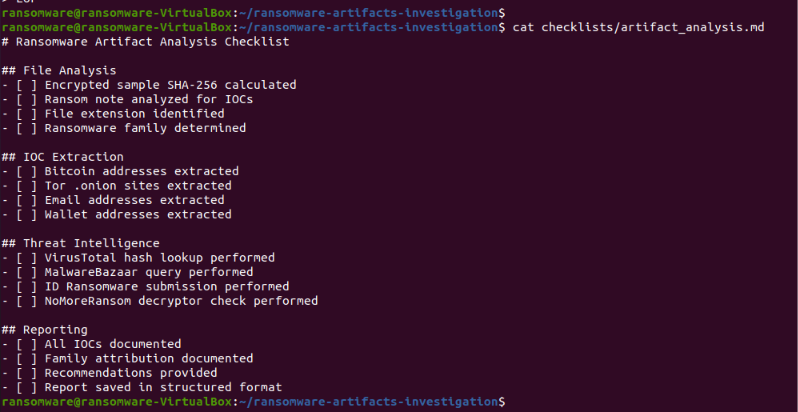 > EOF
ransomware@ransomware-VirtualBox:~/ransomware-artifacts-investigation$
ransomware@ransomware-VirtualBox:~/ransomware-artifacts-investigation$ cat checklists/artifact_analysis.md
# Ransomware Artifact Analysis Checklist
## File Analysis
- [ ] Encrypted sample SHA-256 calculated
- [ ] Ransom note analyzed for IOCs
- [ ] File extension identified
- [ ] Ransomware family determined
## IOC Extraction
- [ ] Bitcoin addresses extracted
- [ ] Tor .onion sites extracted
- [ ] Email addresses extracted
- [ ] Wallet addresses extracted
## Threat Intelligence
- [ ] VirusTotal hash lookup performed
- [ ] MalwareBazaar query performed
- [ ] ID Ransomware submission performed
- [ ] NoMoreRansom decryptor check performed
## Reporting
- [ ] All IOCs documented
- [ ] Family attribution documented
- [ ] Recommendations provided
- [ ] Report saved in structured format
ransomware@ransomware-VirtualBox:~/ransomware-artifacts-investigation$